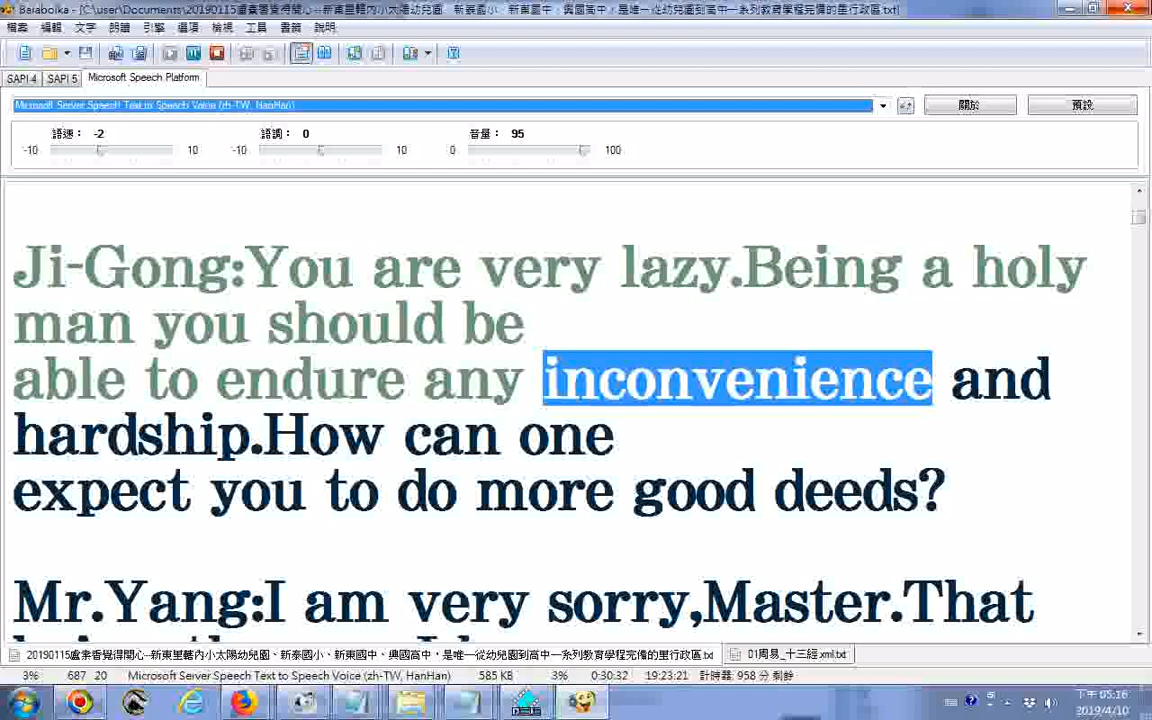 Balabolka - [C:\user\Documents\20190115盧素香覺得開心--新東里轄內小太陽幼兒園、新泰國小、新東國中、興國高中，是唯一從幼兒園到高中一系列教育學程完備的里行政區.txt]
檔案 編輯 文字 朗讀 引擎 選項 檢視 工具 書籤 說明
SAPI 4 SAPI 5 Microsoft Speech Platform
Microsoft Server Speech Text to Speech Voice (zh-TW, HanHan) 關於 預設
語速： -2 語調： 0 音量： 95
-10 10 -10 10 0 100
Ji-Gong:You are very lazy.Being a holy
man you should be
able to endure any inconvenience and
hardship.How can one
expect you to do more good deeds?
Mr.Yang:I am very sorry,Master.That
20190115盧素香覺得開心--新東里轄內小太陽幼兒園、新泰國小、新東國中、興國高中，是唯一從幼兒園到高中一系列教育學程完備的里行政區.txt 01周易_十三經.xml.txt
3% 687 20 Microsoft Server Speech Text to Speech Voice (zh-TW, HanHan) 585 KB 3% 0:30:32 19:23:21 計時器: 958 分 剩餘
下午 05:16
2019/4/10